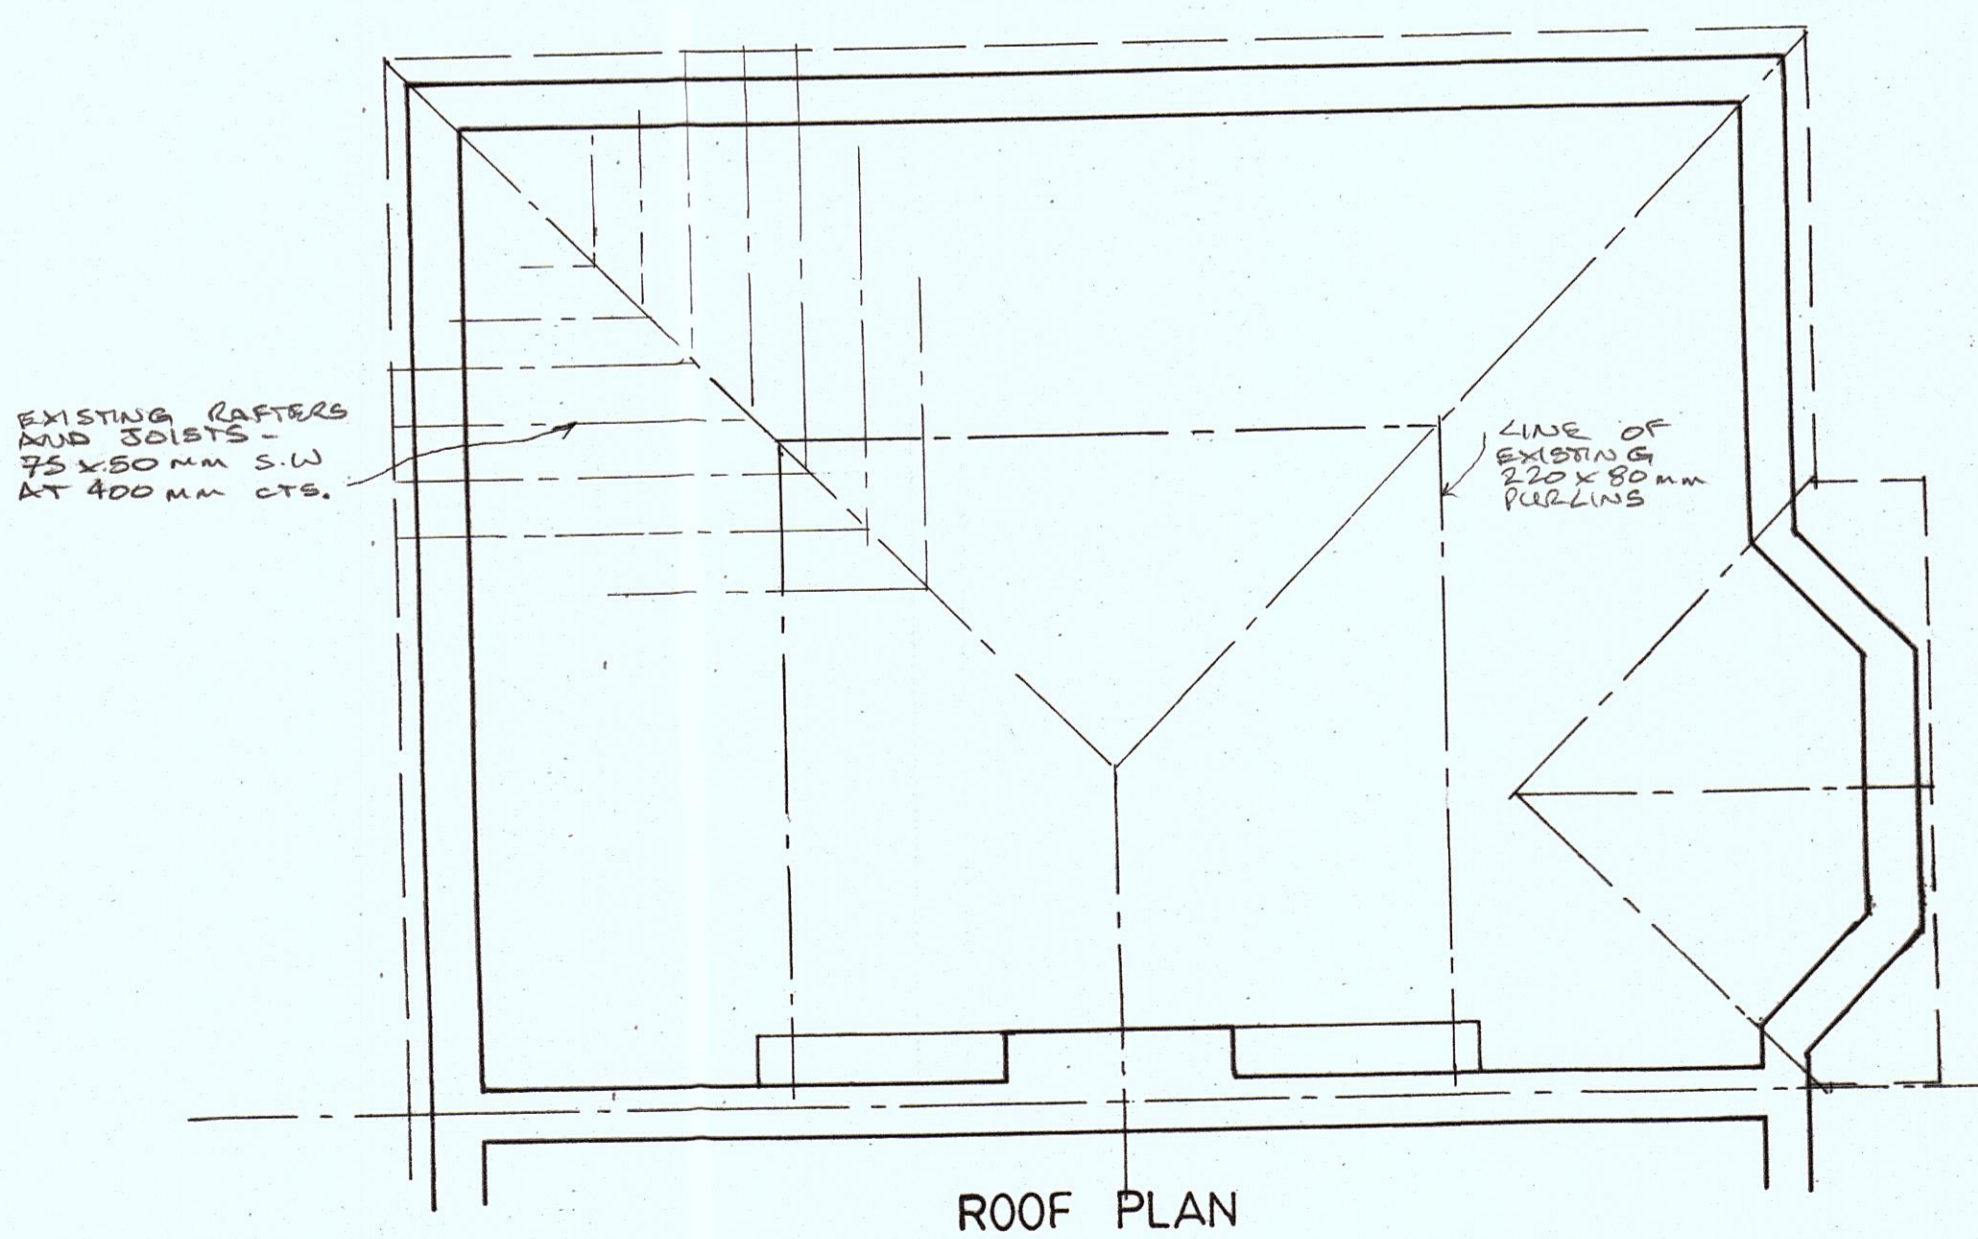 EXISTING RAFTERS
AND JOISTS -
75 x 50 mm S.W
AT 400 mm CTS.
LINE OF
EXISTING
220 x 80 mm
PURLINS
ROOF PLAN